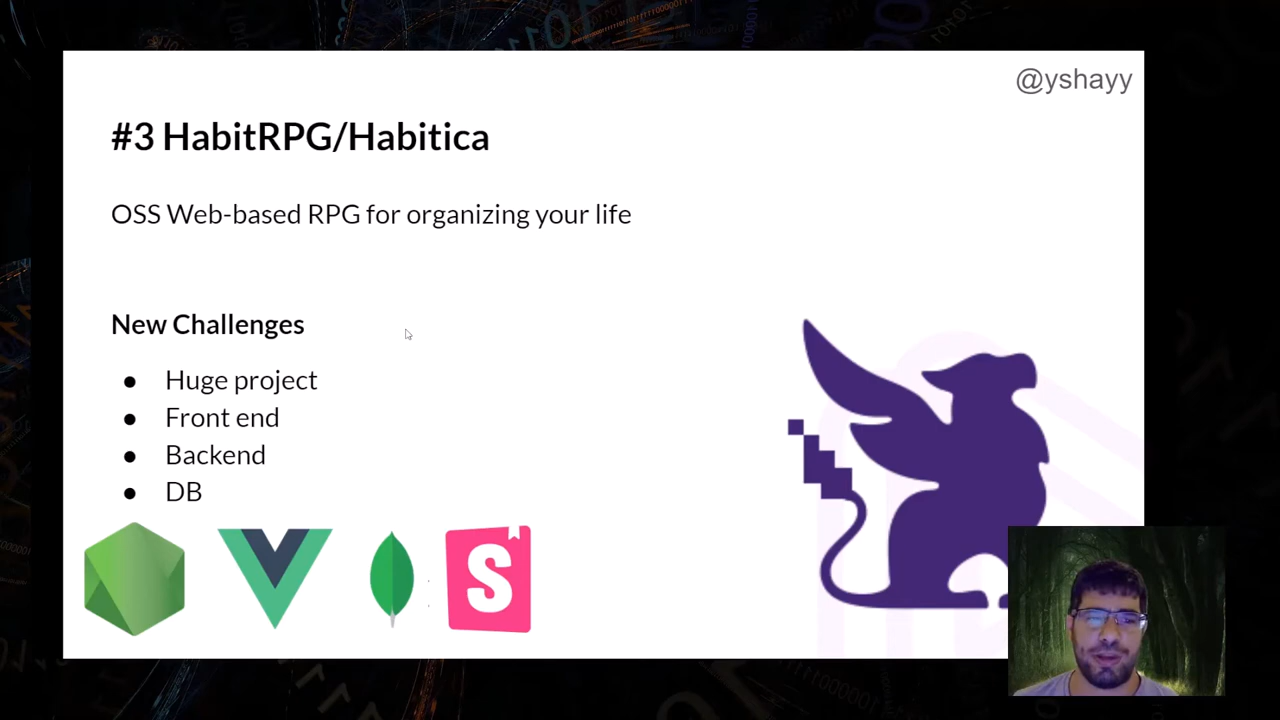 @yshayy
#3 HabitRPG/Habitica
OSS Web-based RPG for organizing your life
New Challenges
● Huge project
● Front end
● Backend
● DB
S